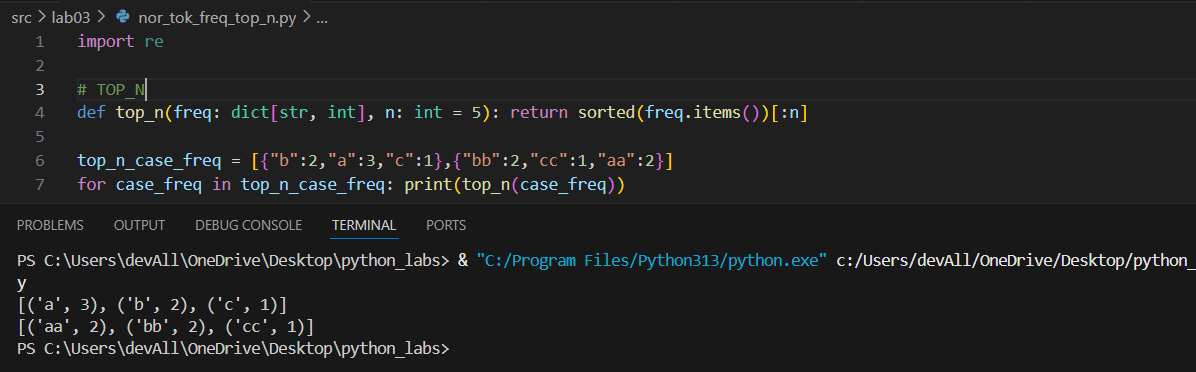 src > lab03 > nor_tok_freq_top_n.py > ...
1 import re
2
3 # TOP_N
4 def top_n(freq: dict[str, int], n: int = 5): return sorted(freq.items())[:n]
5
6 top_n_case_freq = [{"b":2,"a":3,"c":1},{"bb":2,"cc":1,"aa":2}]
7 for case_freq in top_n_case_freq: print(top_n(case_freq))
PROBLEMS OUTPUT DEBUG CONSOLE TERMINAL PORTS
PS C:\Users\devAll\OneDrive\Desktop\python_labs> & "C:/Program Files/Python313/python.exe" c:/Users/devAll/OneDrive/Desktop/python_
y
[('a', 3), ('b', 2), ('c', 1)]
[('aa', 2), ('bb', 2), ('cc', 1)]
PS C:\Users\devAll\OneDrive\Desktop\python_labs>